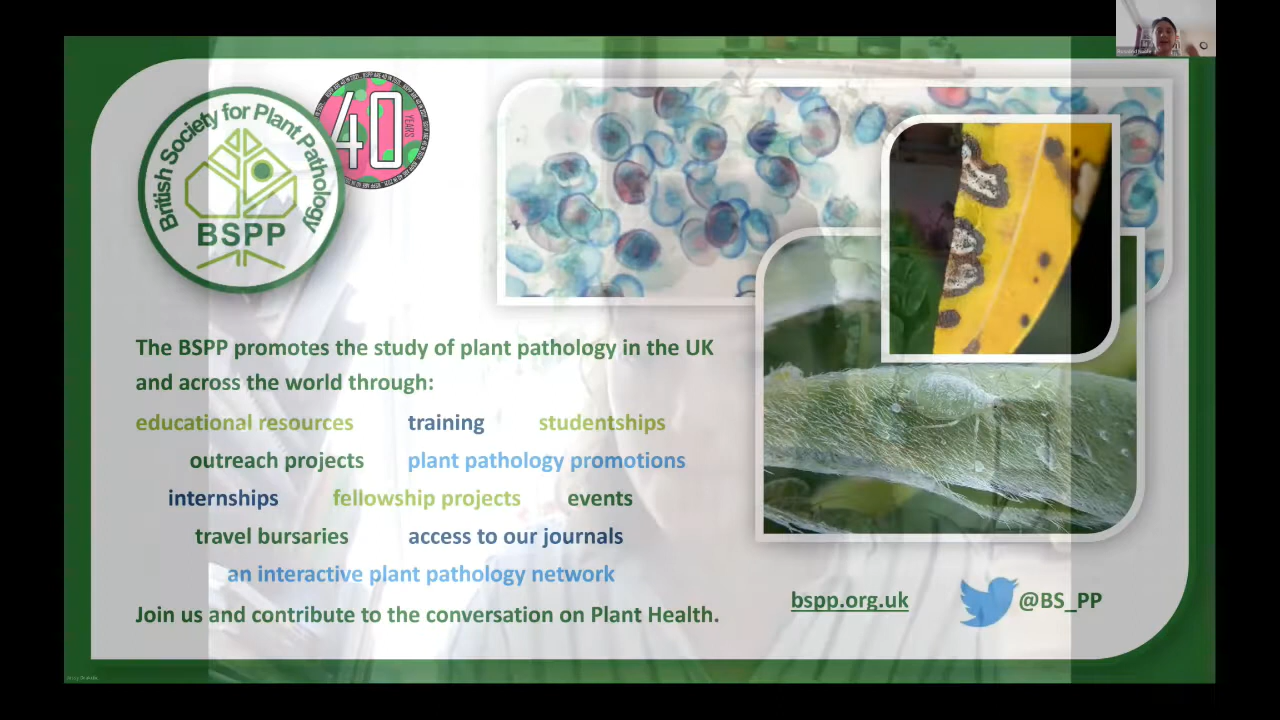 British Society for Plant Pathology
BSPP
40
YEARS
The BSPP promotes the study of plant pathology in the UK
and across the world through:
educational resources training studentships
outreach projects plant pathology promotions
internships fellowship projects events
travel bursaries access to our journals
an interactive plant pathology network
Join us and contribute to the conversation on Plant Health.
bspp.org.uk @BS_PP